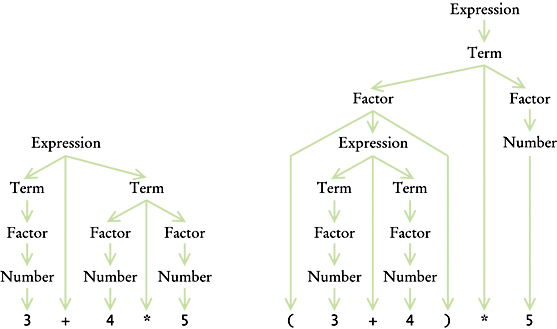 Expression
Term
Factor Factor
Expression Expression Number
Term Term Term Term
Factor Factor Factor Factor Factor
Number Number Number Number Number
3 + 4 * 5 ( 3 + 4 ) * 5